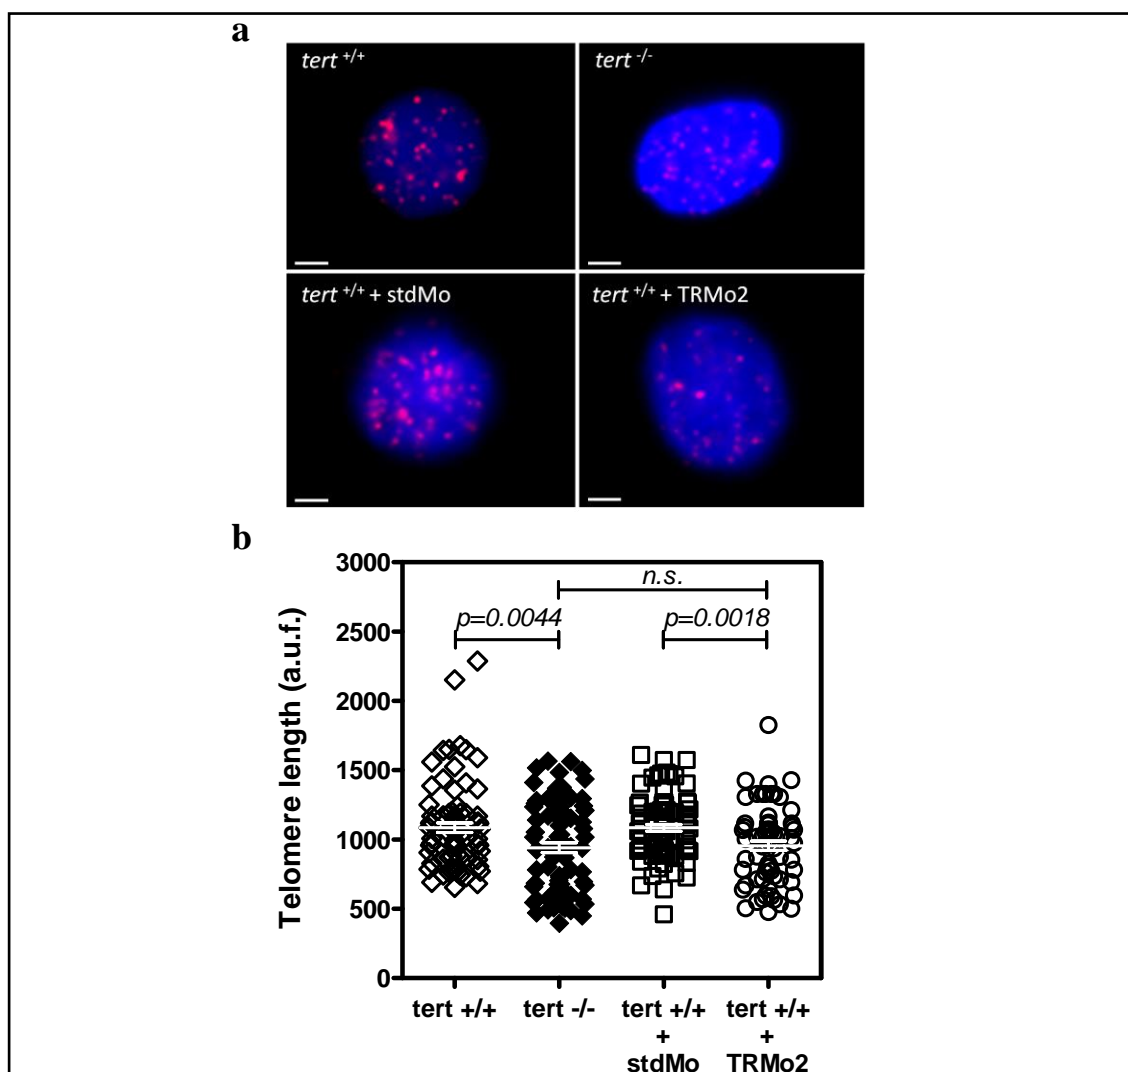 a
tert +/+
tert -/-
tert +/+ + stdMo
tert +/+ + TRMo2
b
3000
2500
2000
1500
1000
500
0
Telomere length (a.u.f.)
n.s.
p=0.0044
p=0.0018
tert +/+
tert -/-
tert +/+
+
stdMo
tert +/+
+
TRMo2